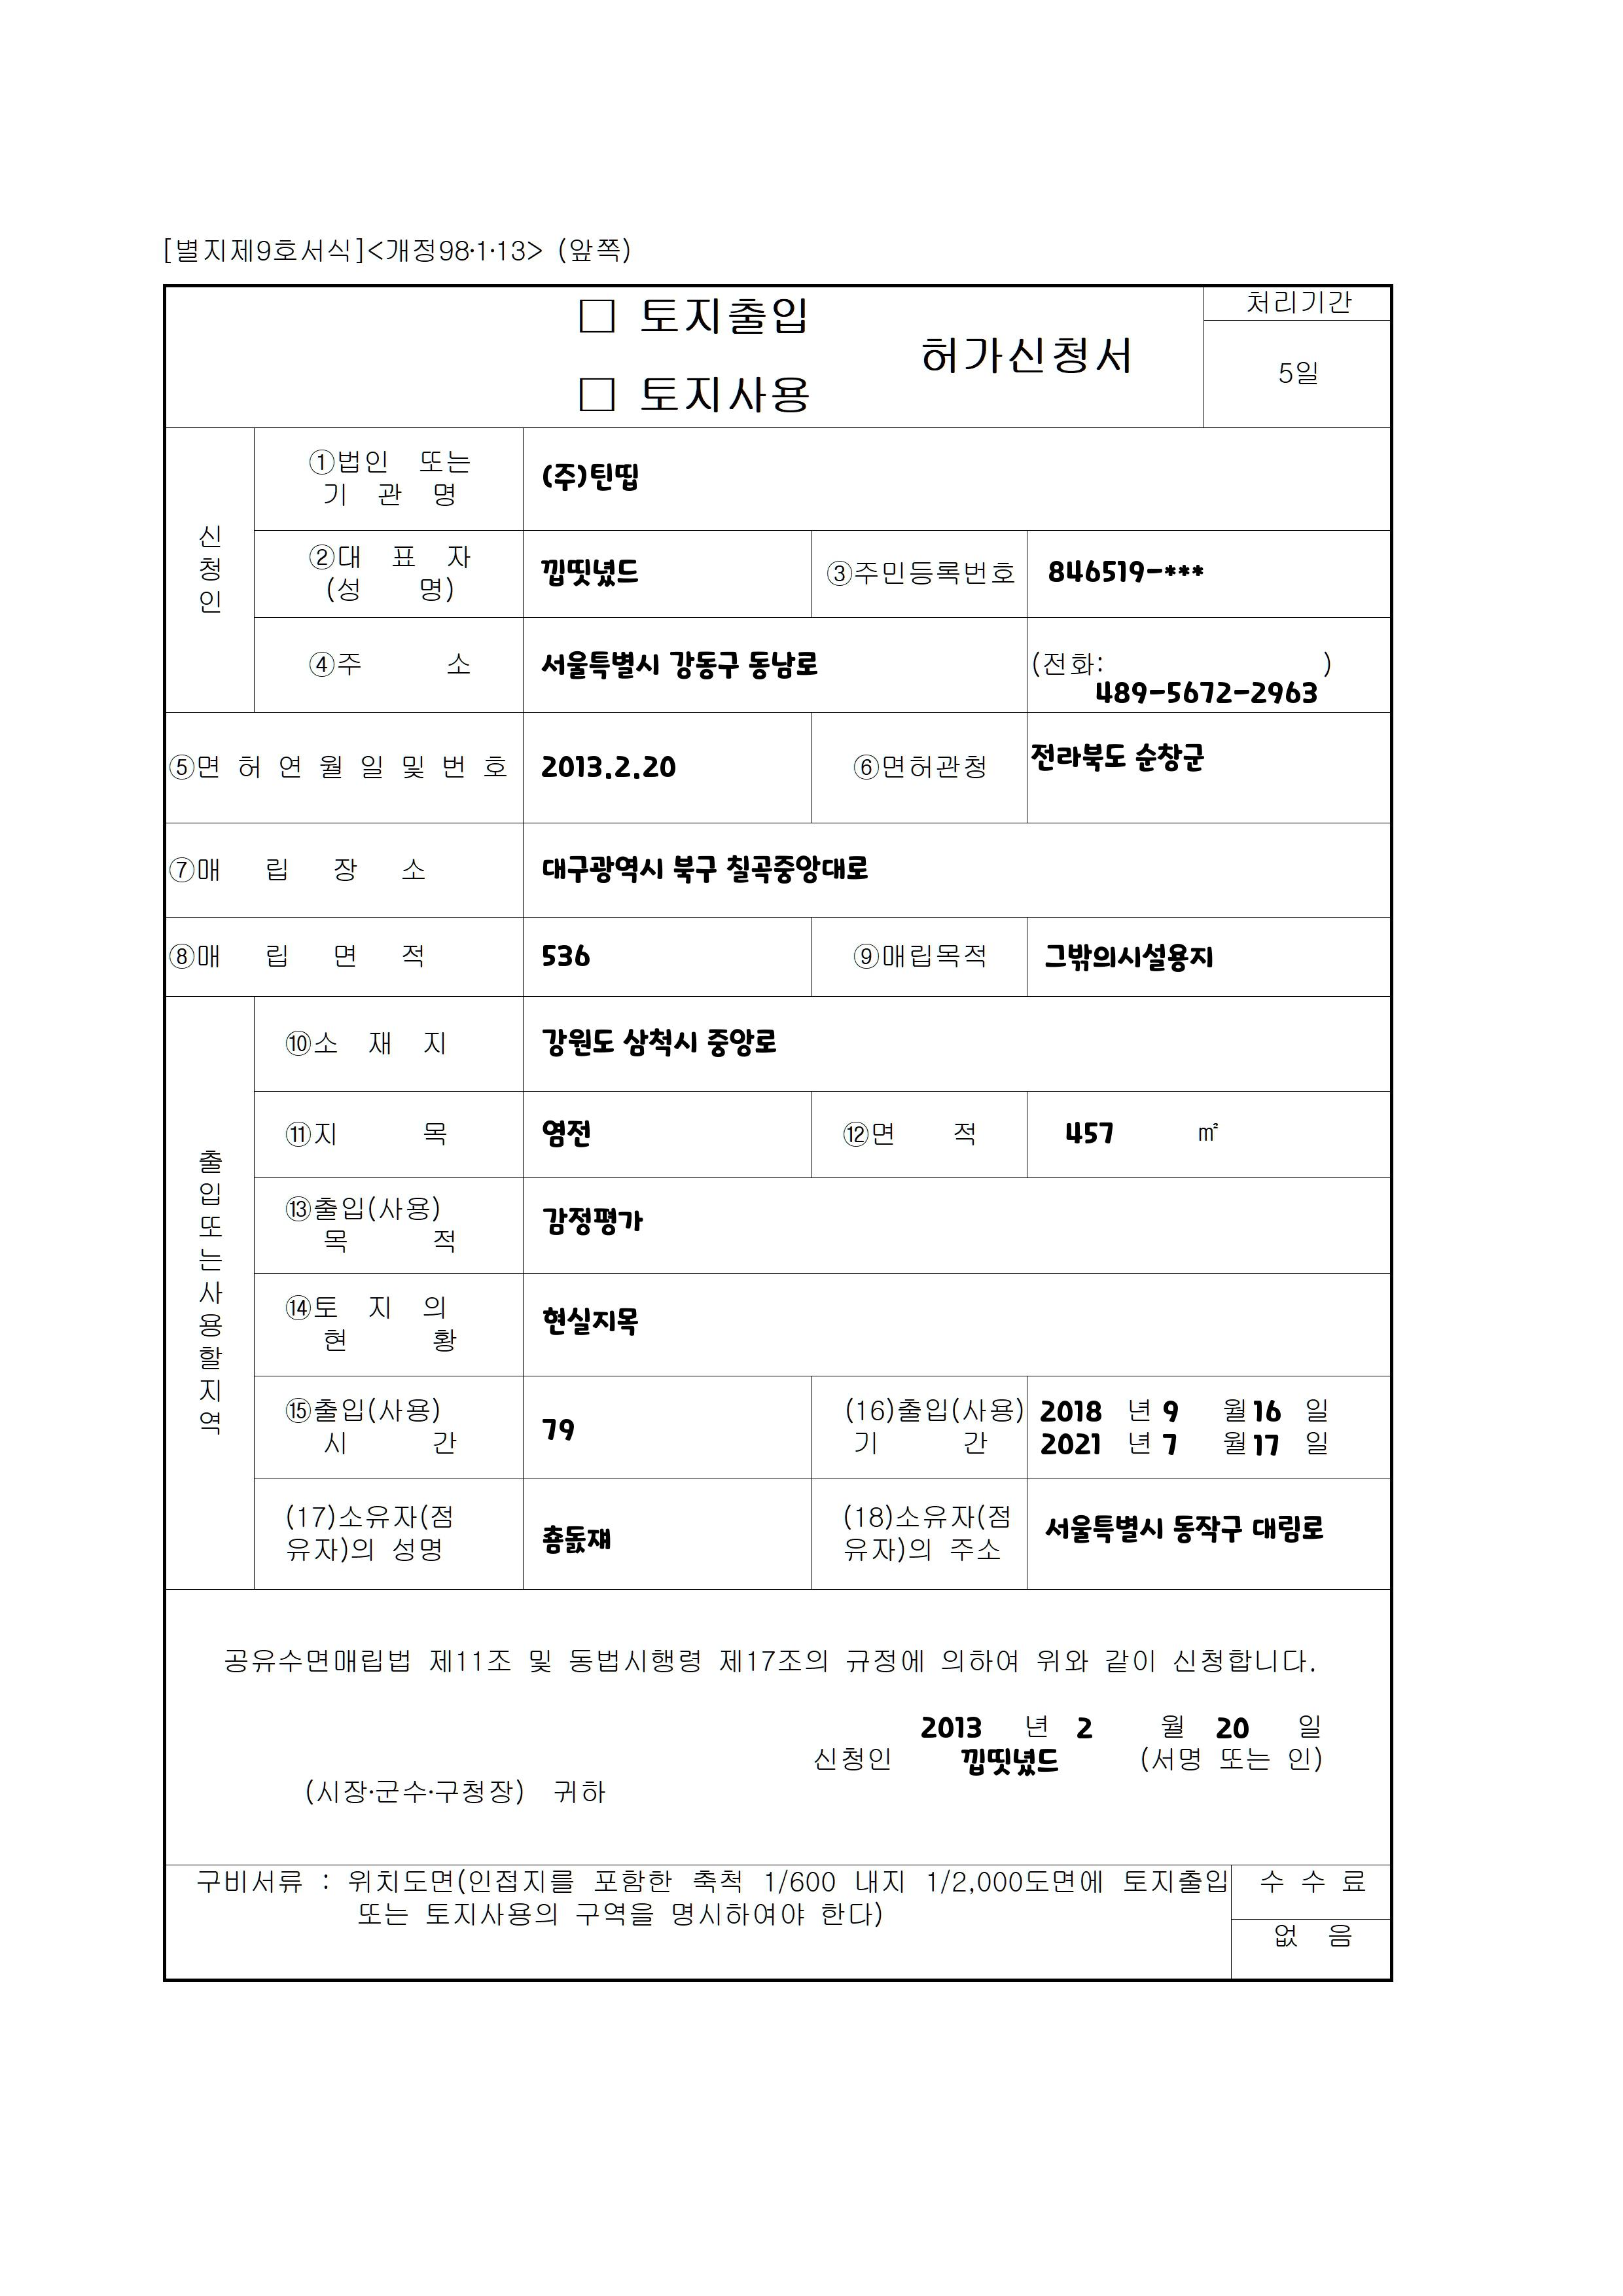 [별지제9호서식]<개정98·1·13> (앞쪽)
□ 토지출입
□ 토지사용
허가신청서
처리기간
5일
신청인
①법인 또는
기 관 명
(주)틴띱
②대 표 자
(성 명)
낍띳넜드
③주민등록번호
846519-***
④주 소
서울특별시 강동구 동남로
(전화: )
489-5672-2963
⑤면 허 연 월 일 및 번 호
2013.2.20
⑥면허관청
전라북도 순창군
⑦매 립 장 소
대구광역시 북구 칠곡중앙대로
⑧매 립 면 적
536
⑨매립목적
그밖의시설용지
출입또는사용할지역
⑩소 재 지
강원도 삼척시 중앙로
⑪지 목
염전
⑫면 적
457 ㎡
⑬출입(사용)
목 적
감정평가
⑭토 지 의
현 황
현실지목
⑮출입(사용)
시 간
79
(16)출입(사용)
기 간
2018 년 9 월 16 일
2021 년 7 월 17 일
(17)소유자(점
유자)의 성명
(18)소유자(점
유자)의 주소
서울특별시 동작구 대림로
공유수면매립법 제11조 및 동법시행령 제17조의 규정에 의하여 위와 같이 신청합니다.
2013 년 2 월 20 일
신청인 낍띳넜드 (서명 또는 인)
(시장·군수·구청장) 귀하
구비서류 : 위치도면(인접지를 포함한 축척 1/600 내지 1/2,000도면에 토지출입
또는 토지사용의 구역을 명시하여야 한다)
수 수 료
없 음